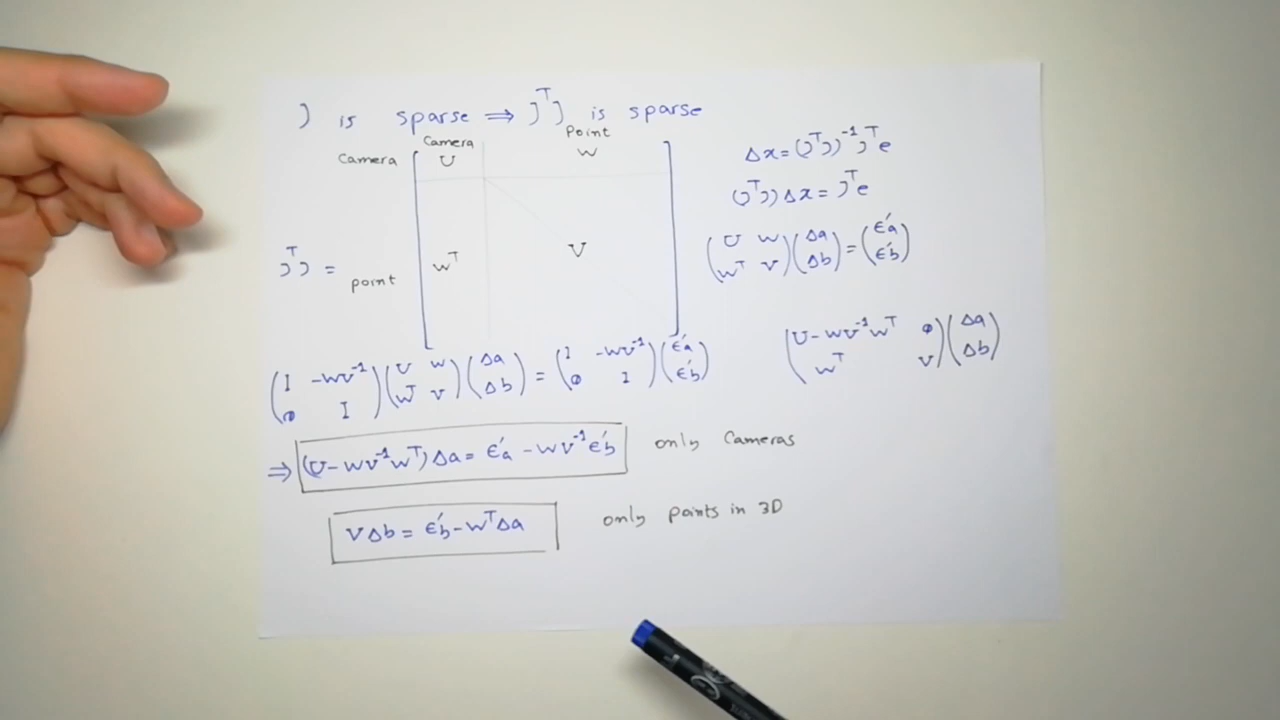 J is sparse ⇒ JᵀJ is sparse
Camera Point
Camera U W
JᵀJ =
point Wᵀ V
Δx = (JᵀJ)⁻¹Jᵀe
(JᵀJ)Δx = Jᵀe
(U W; Wᵀ V)(Δa; Δb) = (ϵ'a; ϵ'b)
(U-WV⁻¹Wᵀ 0; Wᵀ V)(Δa; Δb)
(I -WV⁻¹; 0 I)(U W; Wᵀ V)(Δa; Δb) = (I -WV⁻¹; 0 I)(ϵ'a; ϵ'b)
⇒ (U-WV⁻¹Wᵀ)Δa = ϵ'a - WV⁻¹ϵ'b only Cameras
VΔb = ϵ'b - WᵀΔa only points in 3D